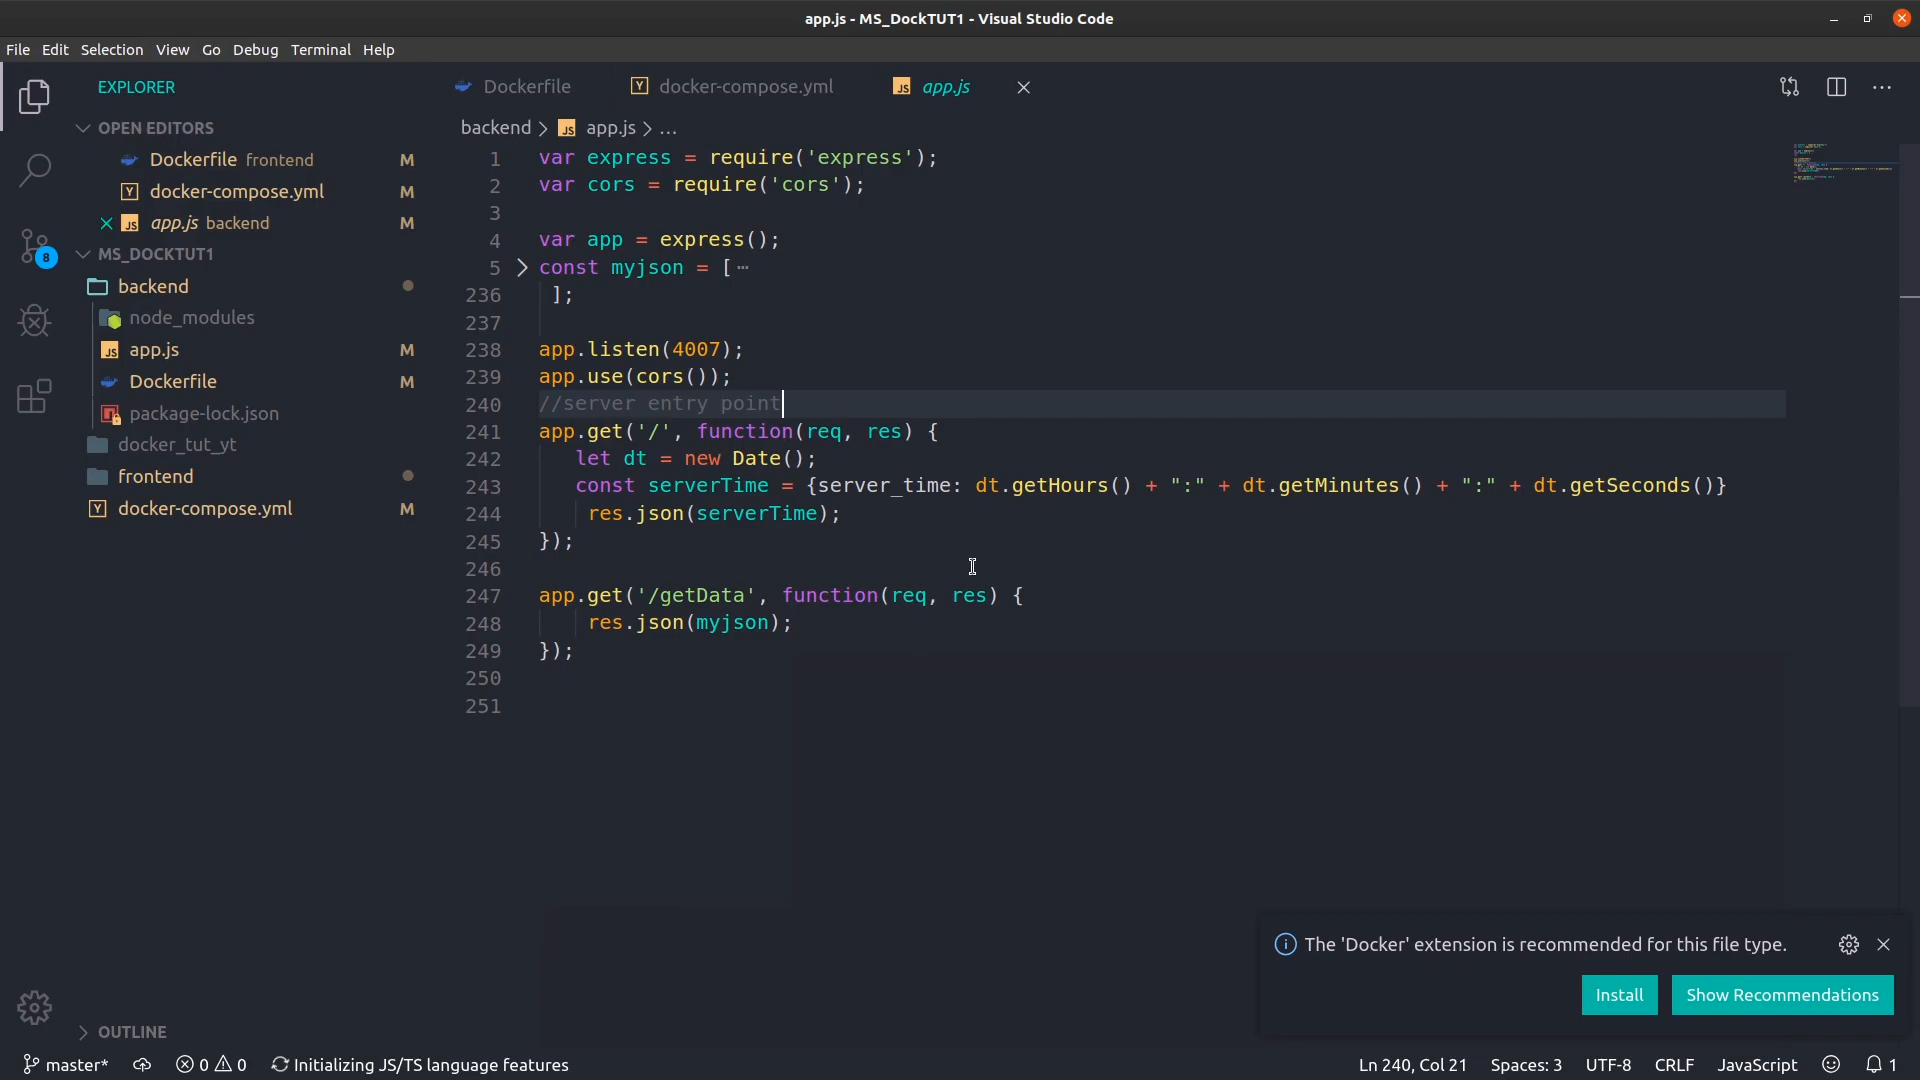 app.js - MS_DockTUT1 - Visual Studio Code
File Edit Selection View Go Debug Terminal Help
EXPLORER
OPEN EDITORS
Dockerfile frontend M
docker-compose.yml M
app.js backend M
8
MS_DOCKTUT1
backend
node_modules
app.js M
Dockerfile M
package-lock.json
docker_tut_yt
frontend
docker-compose.yml M
OUTLINE
Dockerfile docker-compose.yml app.js
backend > app.js > ...
1 var express = require('express');
2 var cors = require('cors');
3
4 var app = express();
5 const myjson = [ ⋯
236 ];
237
238 app.listen(4007);
239 app.use(cors());
240 //server entry point
241 app.get('/', function(req, res) {
242 let dt = new Date();
243 const serverTime = {server_time: dt.getHours() + ":" + dt.getMinutes() + ":" + dt.getSeconds()}
244 res.json(serverTime);
245 });
246
247 app.get('/getData', function(req, res) {
248 res.json(myjson);
249 });
250
251
The 'Docker' extension is recommended for this file type.
Install Show Recommendations
master* 0 0 Initializing JS/TS language features Ln 240, Col 21 Spaces: 3 UTF-8 CRLF JavaScript 1